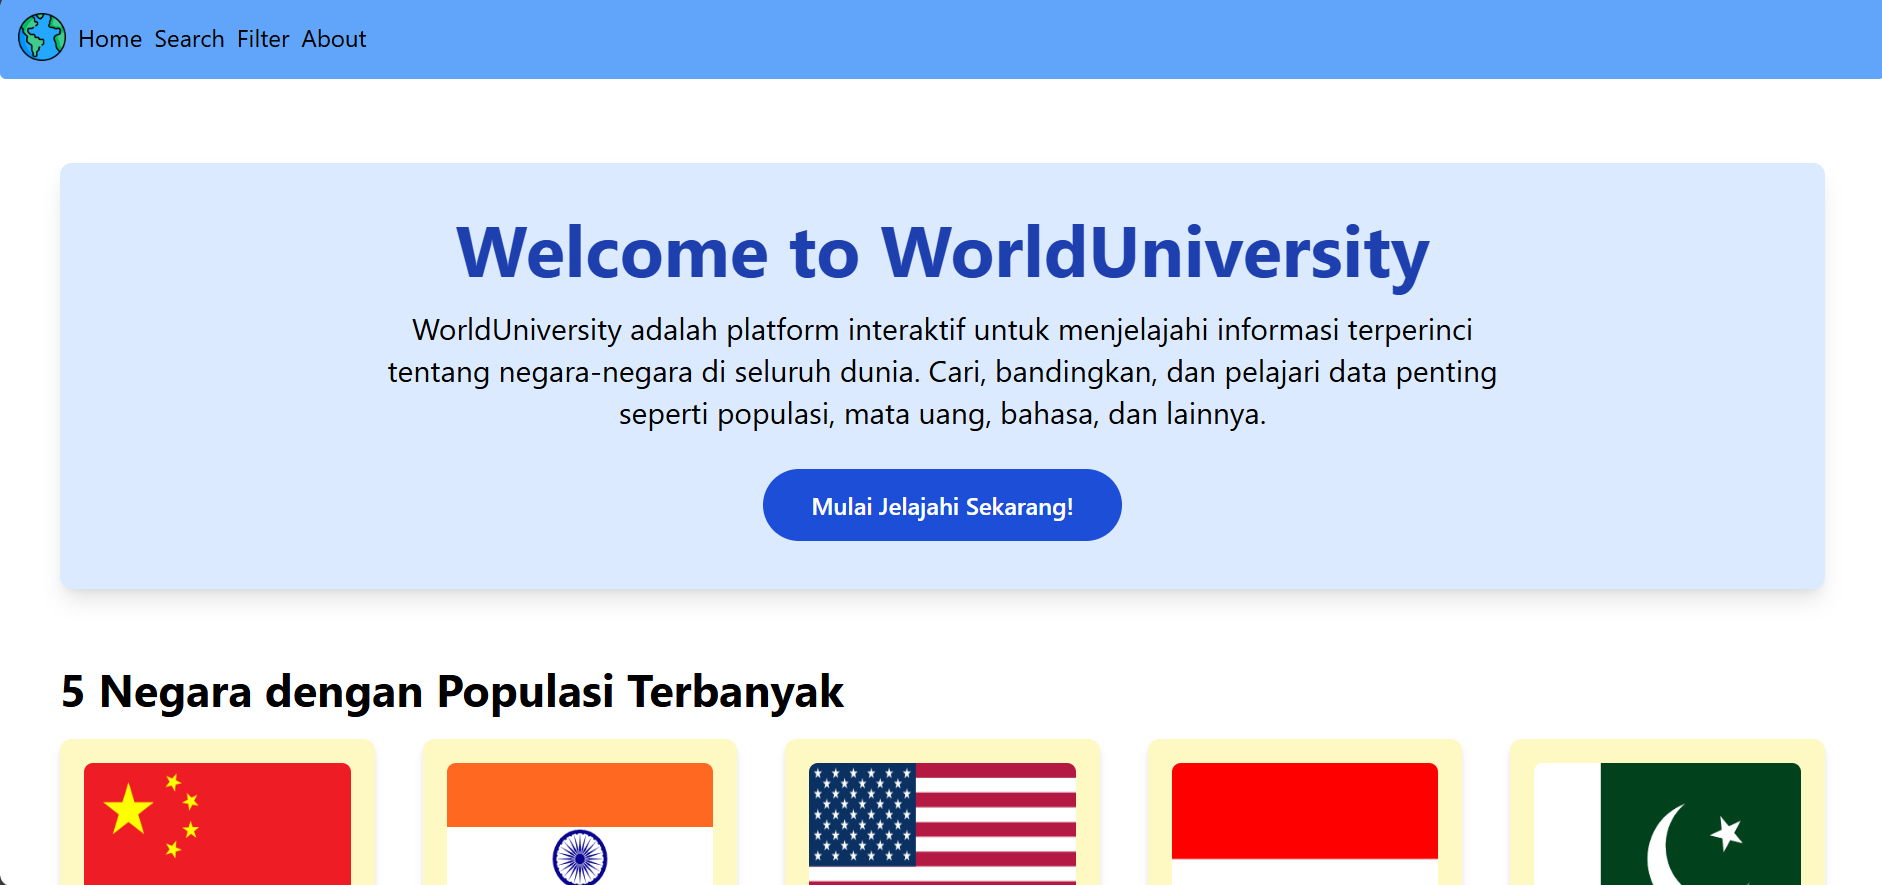 Home Search Filter About
Welcome to WorldUniversity
WorldUniversity adalah platform interaktif untuk menjelajahi informasi terperinci
tentang negara-negara di seluruh dunia. Cari, bandingkan, dan pelajari data penting
seperti populasi, mata uang, bahasa, dan lainnya.
Mulai Jelajahi Sekarang!
5 Negara dengan Populasi Terbanyak